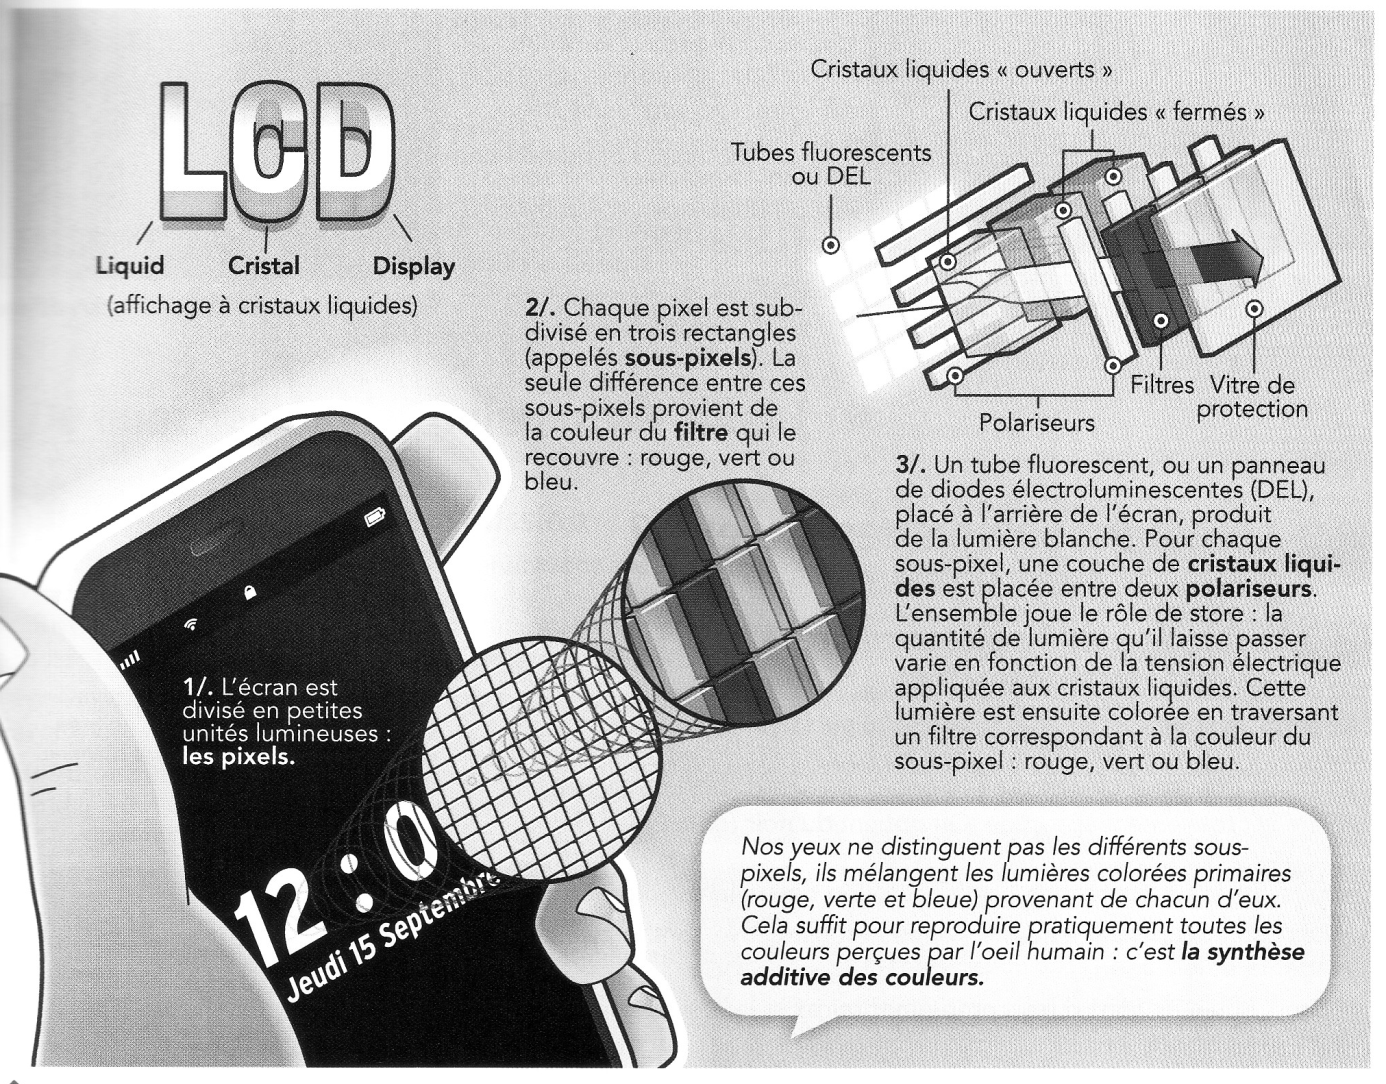 LCD
Liquid
Cristal
Display
(affichage à cristaux liquides)
Cristaux liquides « ouverts »
Cristaux liquides « fermés »
Tubes fluorescents
ou DEL
Filtres
Vitre de
protection
Polariseurs
1/. L'écran est
divisé en petites
unités lumineuses :
les pixels.
12:0
Jeudi 15 Septembre
2/. Chaque pixel est sub-
divisé en trois rectangles
(appelés sous-pixels). La
seule différence entre ces
sous-pixels provient de
la couleur du filtre qui le
recouvre : rouge, vert ou
bleu.
3/. Un tube fluorescent, ou un panneau
de diodes électroluminescentes (DEL),
placé à l'arrière de l'écran, produit
de la lumière blanche. Pour chaque
sous-pixel, une couche de cristaux liqui-
des est placée entre deux polariseurs.
L'ensemble joue le rôle de store : la
quantité de lumière qu'il laisse passer
varie en fonction de la tension électrique
appliquée aux cristaux liquides. Cette
lumière est ensuite colorée en traversant
un filtre correspondant à la couleur du
sous-pixel : rouge, vert ou bleu.
Nos yeux ne distinguent pas les différents sous-
pixels, ils mélangent les lumières colorées primaires
(rouge, verte et bleue) provenant de chacun d'eux.
Cela suffit pour reproduire pratiquement toutes les
couleurs perçues par l'oeil humain : c'est la synthèse
additive des couleurs.